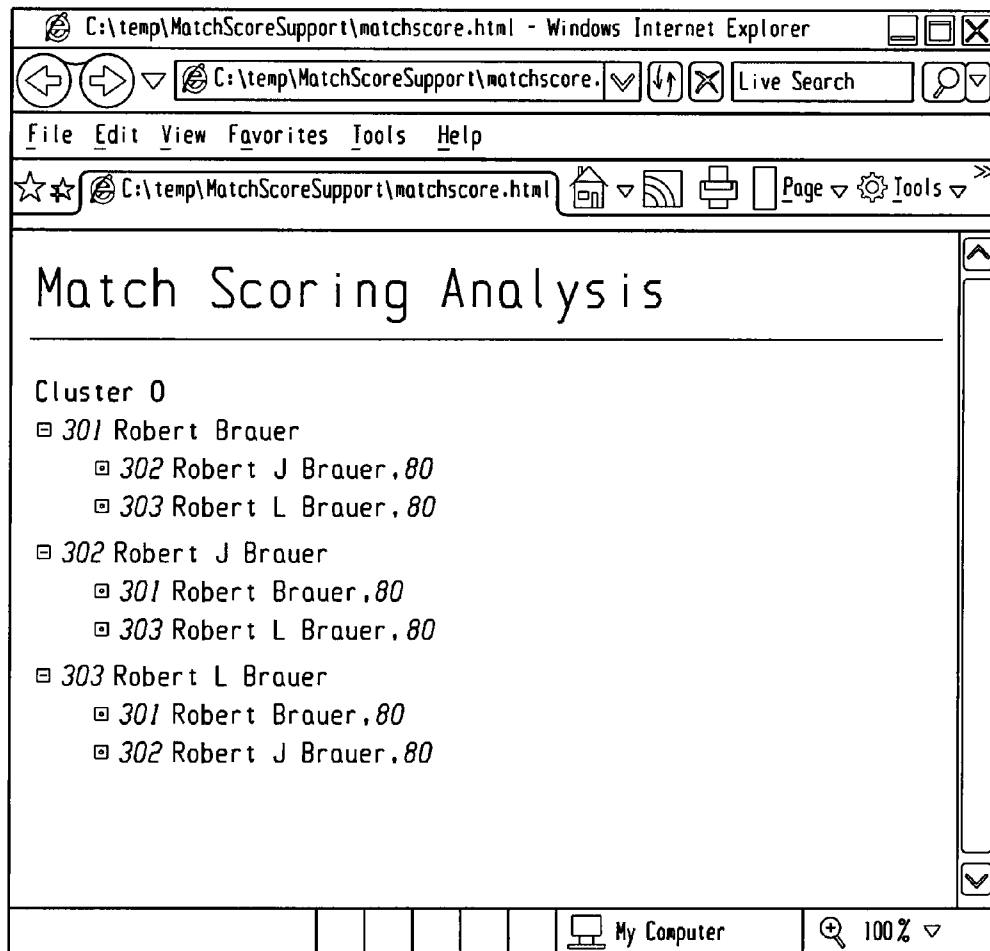 C:\temp\MatchScoreSupport\matchscore.html - Windows Internet Explorer
C:\temp\MatchScoreSupport\matchscore. Live Search
File Edit View Favorites Tools Help
C:\temp\MatchScoreSupport\matchscore.html Page Tools »
Match Scoring Analysis
Cluster 0
301 Robert Brauer
302 Robert J Brauer, 80
303 Robert L Brauer, 80
302 Robert J Brauer
301 Robert Brauer, 80
303 Robert L Brauer, 80
303 Robert L Brauer
301 Robert Brauer, 80
302 Robert J Brauer, 80
My Computer 100%